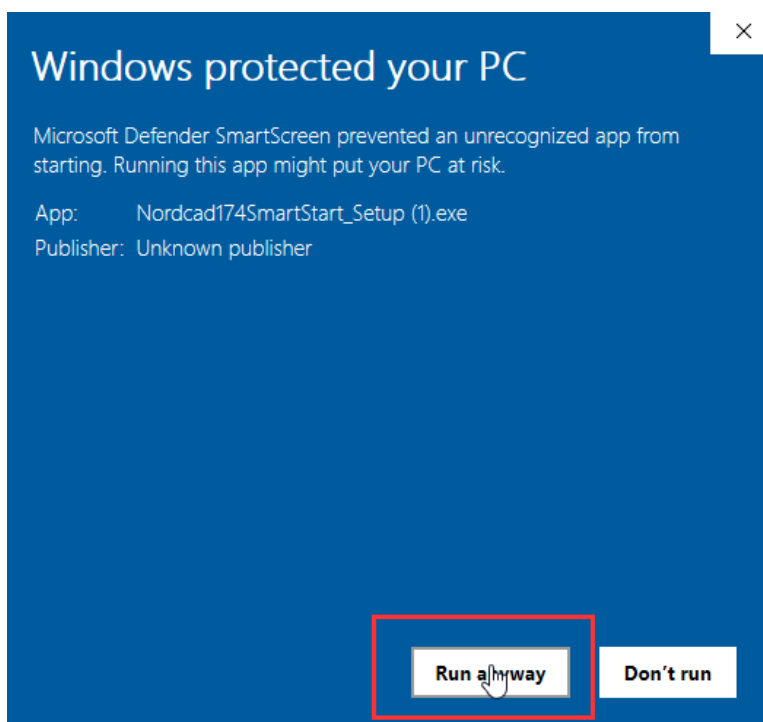 Windows protected your PC
Microsoft Defender SmartScreen prevented an unrecognized app from
starting. Running this app might put your PC at risk.
App: Nordcad174SmartStart_Setup (1).exe
Publisher: Unknown publisher
Run anyway Don't run